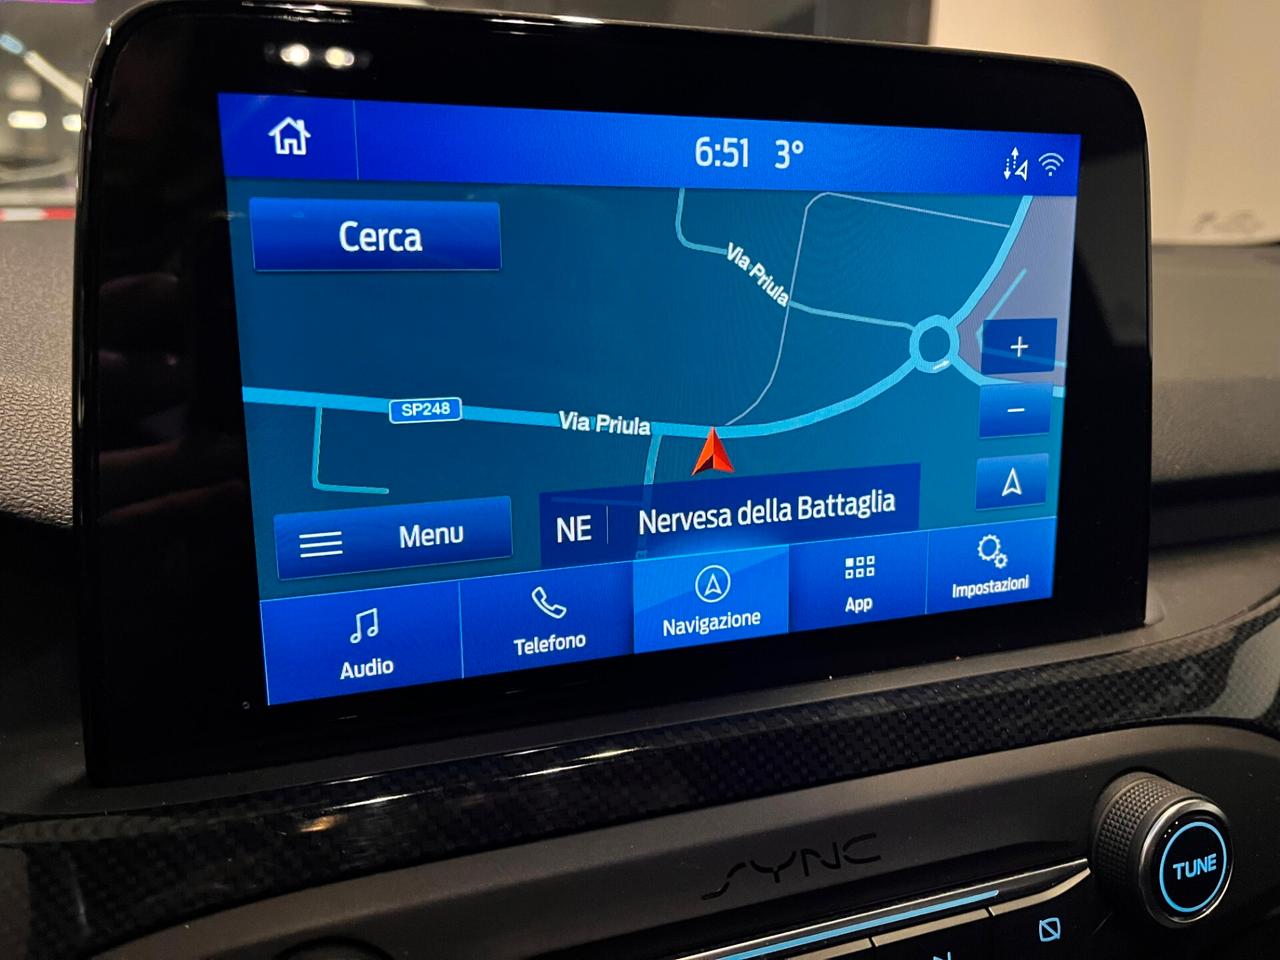 6:51 3°
Cerca
Via Priula
+
SP248
Via Priula
−
NE Nervesa della Battaglia
Menu
Audio
Telefono
Navigazione
App
Impostazioni
SYNC
TUNE